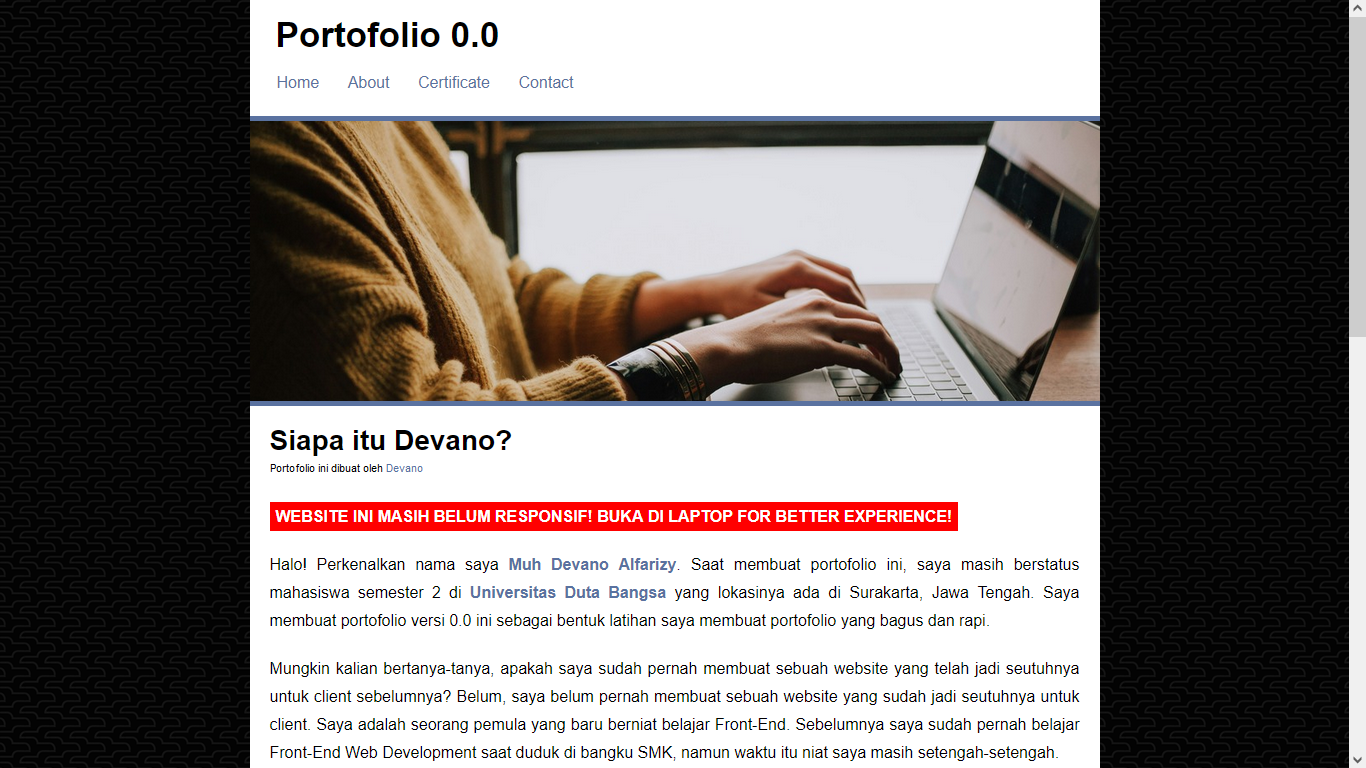 Portofolio 0.0
Home About Certificate Contact
Siapa itu Devano?
Portofolio ini dibuat oleh Devano
WEBSITE INI MASIH BELUM RESPONSIF! BUKA DI LAPTOP FOR BETTER EXPERIENCE!
Halo! Perkenalkan nama saya Muh Devano Alfarizy. Saat membuat portofolio ini, saya masih berstatus
mahasiswa semester 2 di Universitas Duta Bangsa yang lokasinya ada di Surakarta, Jawa Tengah. Saya
membuat portofolio versi 0.0 ini sebagai bentuk latihan saya membuat portofolio yang bagus dan rapi.
Mungkin kalian bertanya-tanya, apakah saya sudah pernah membuat sebuah website yang telah jadi seutuhnya
untuk client sebelumnya? Belum, saya belum pernah membuat sebuah website yang sudah jadi seutuhnya untuk
client. Saya adalah seorang pemula yang baru berniat belajar Front-End. Sebelumnya saya sudah pernah belajar
Front-End Web Development saat duduk di bangku SMK, namun waktu itu niat saya masih setengah-setengah.